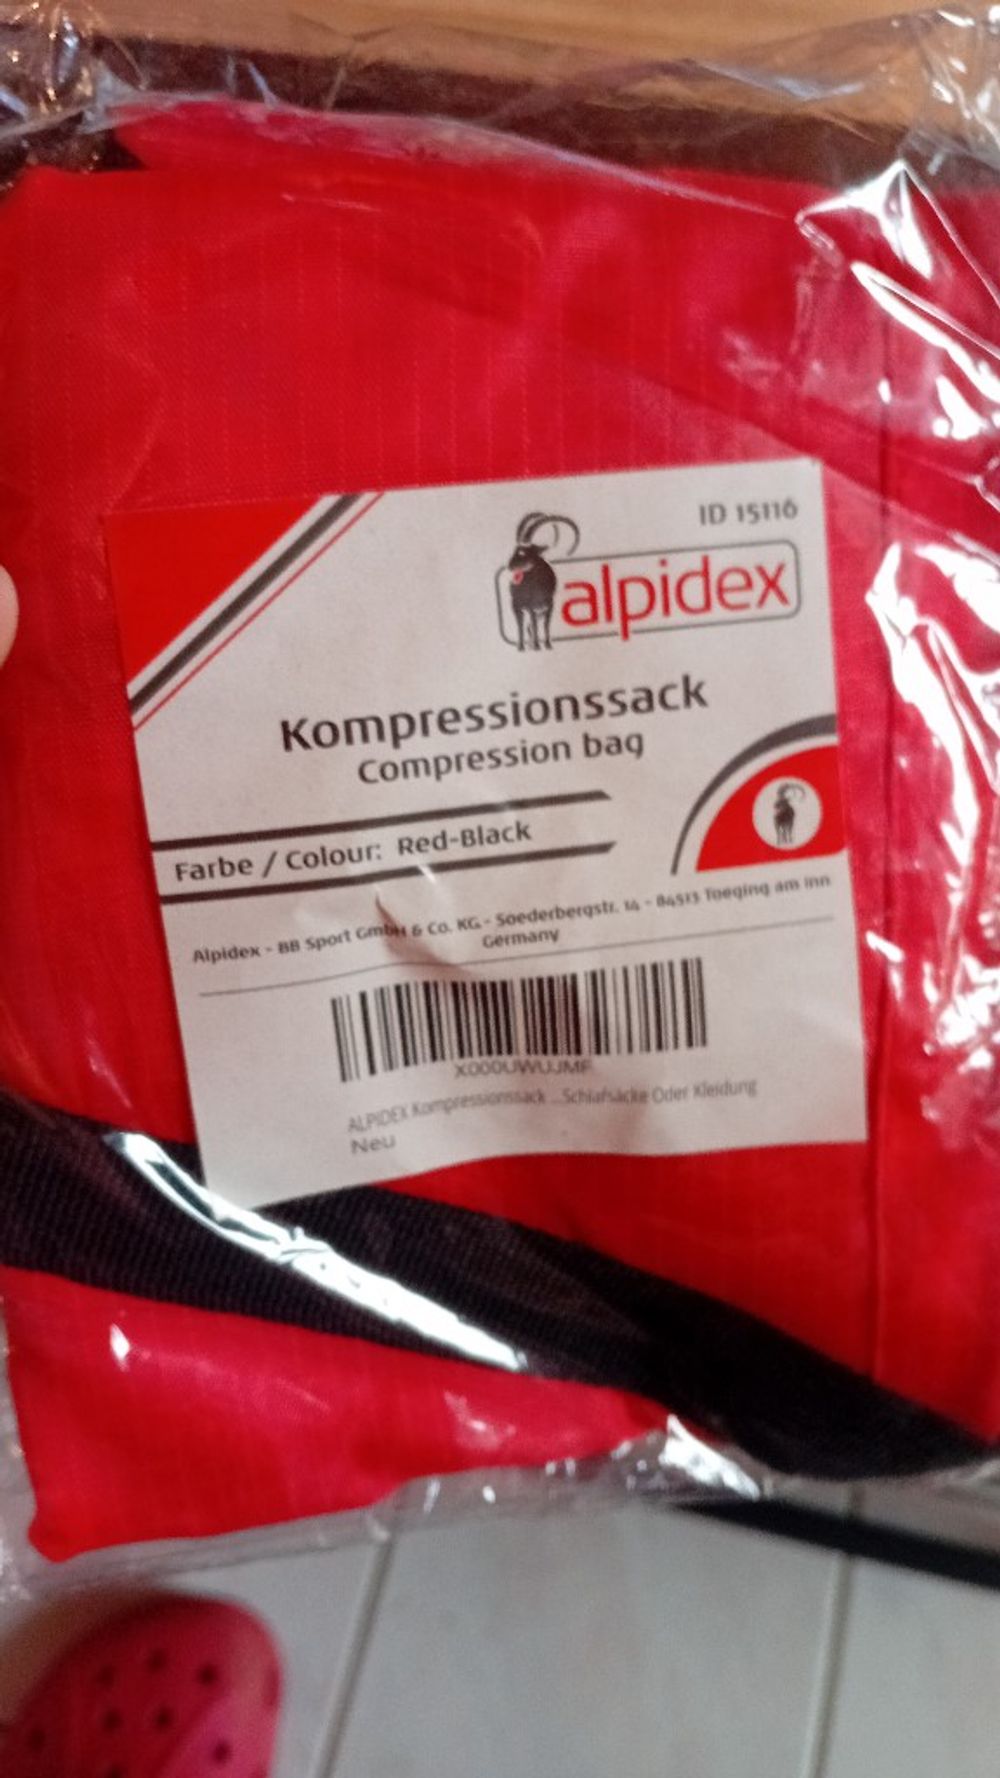 ID 15116
alpidex
Kompressionssack
Compression bag
Farbe / Colour: Red-Black
Alpidex - BB Sport GmbH & Co. KG - Soederbergstr. 14 - 84513 Toeging am Inn
Germany
X000UWUJMF
ALPIDEX Kompressionssack ...Schlafsäcke Oder Kleidung
Neu